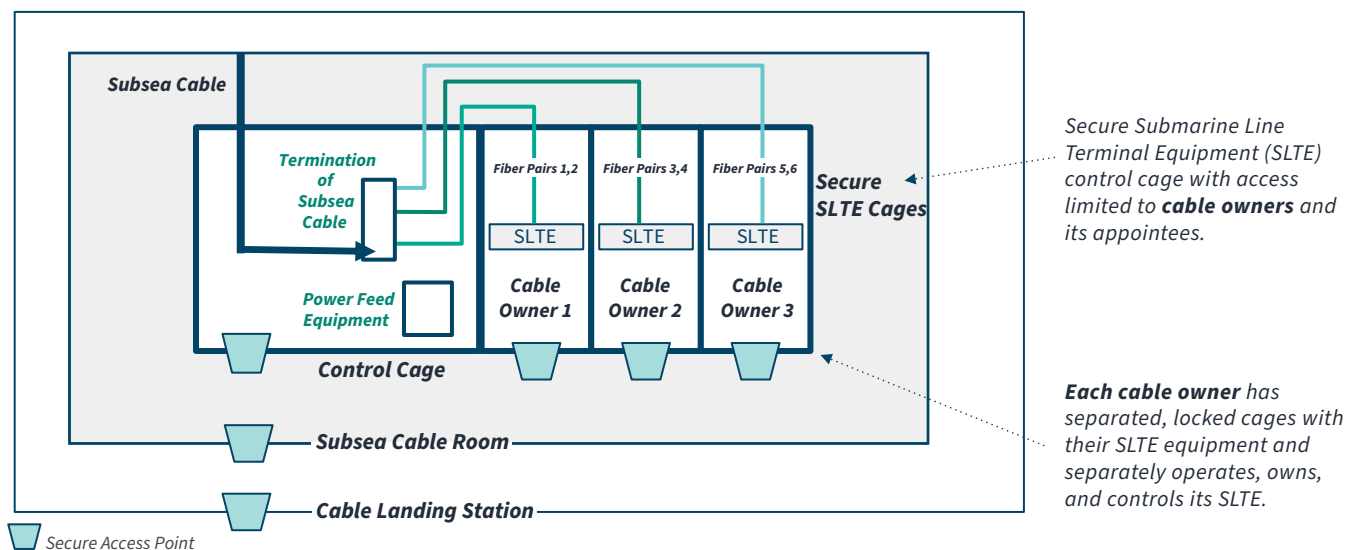 Subsea Cable
Termination
of
Subsea
Cable
Power Feed
Equipment
Control Cage
Fiber Pairs 1,2
SLTE
Cable
Owner 1
Fiber Pairs 3,4
SLTE
Cable
Owner 2
Fiber Pairs 5,6
SLTE
Cable
Owner 3
Secure
SLTE Cages
Subsea Cable Room
Cable Landing Station
Secure Access Point
Secure Submarine Line
Terminal Equipment (SLTE)
control cage with access
limited to cable owners and
its appointees.
Each cable owner has
separated, locked cages with
their SLTE equipment and
separately operates, owns,
and controls its SLTE.